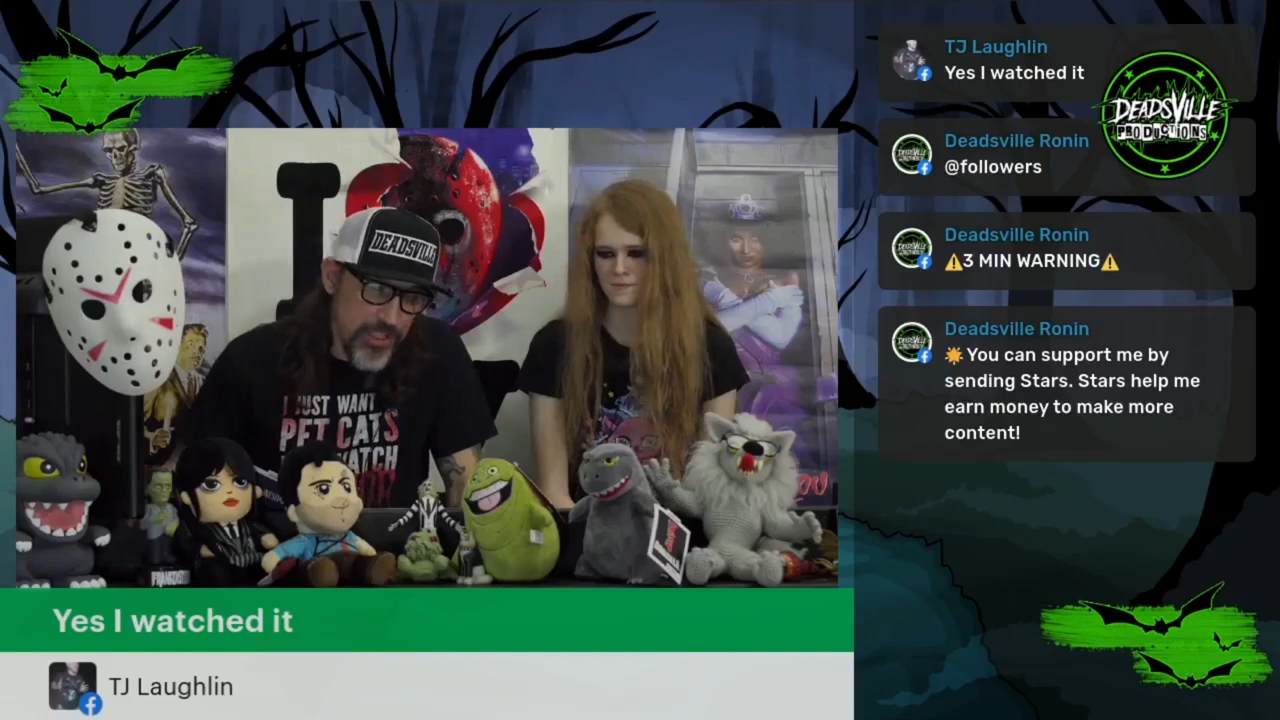 TJ Laughlin
Yes I watched it
DEADSVILLE
PRODUCTIONS
Deadsville Ronin
@followers
Deadsville Ronin
⚠️3 MIN WARNING⚠️
Deadsville Ronin
🌟You can support me by
sending Stars. Stars help me
earn money to make more
content!
DEADSVILLE
I JUST WANT
PET CATS
Yes I watched it
TJ Laughlin